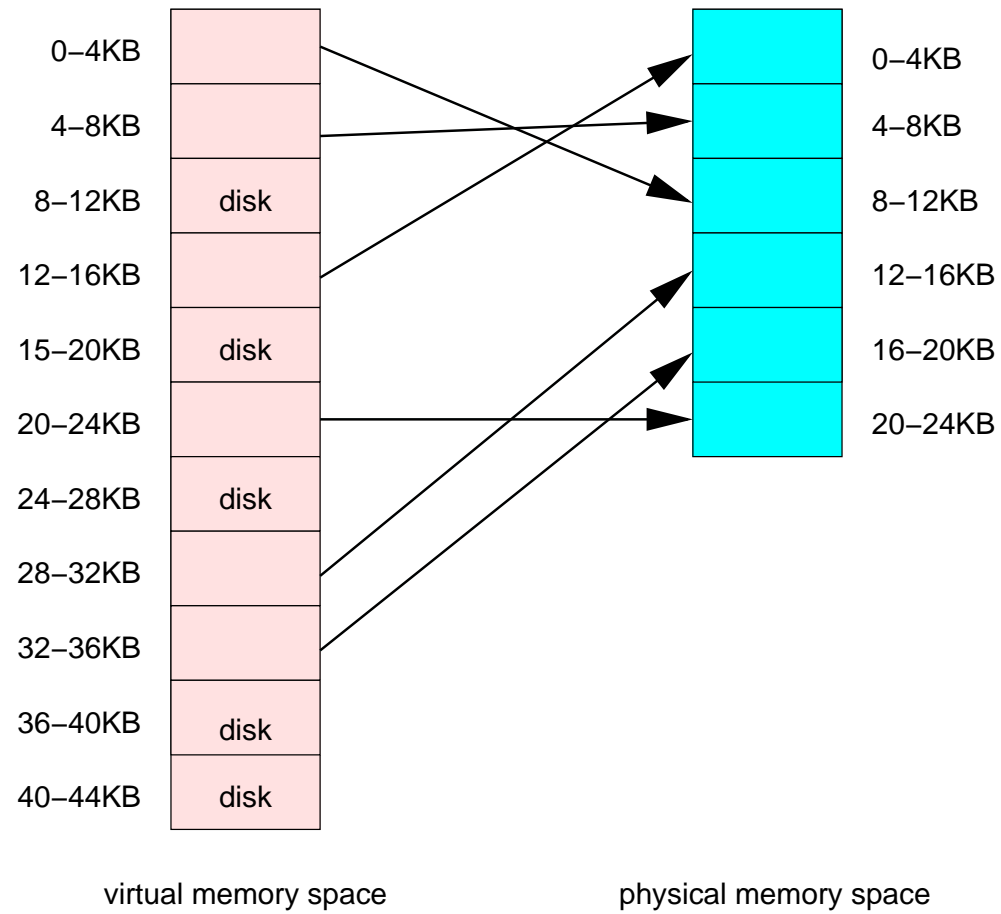 0–4KB
4–8KB
8–12KB disk
12–16KB
15–20KB disk
20–24KB
24–28KB disk
28–32KB
32–36KB
36–40KB disk
40–44KB disk
virtual memory space
0–4KB
4–8KB
8–12KB
12–16KB
16–20KB
20–24KB
physical memory space